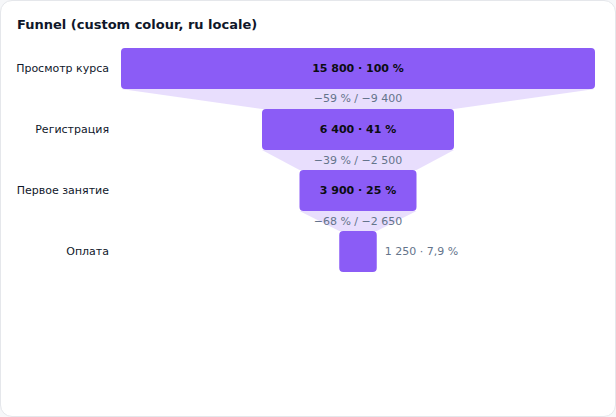 Funnel (custom colour, ru locale)
Просмотр курса
15 800 · 100 %
−59 % / −9 400
Регистрация
6 400 · 41 %
−39 % / −2 500
Первое занятие
3 900 · 25 %
−68 % / −2 650
Оплата
1 250 · 7,9 %